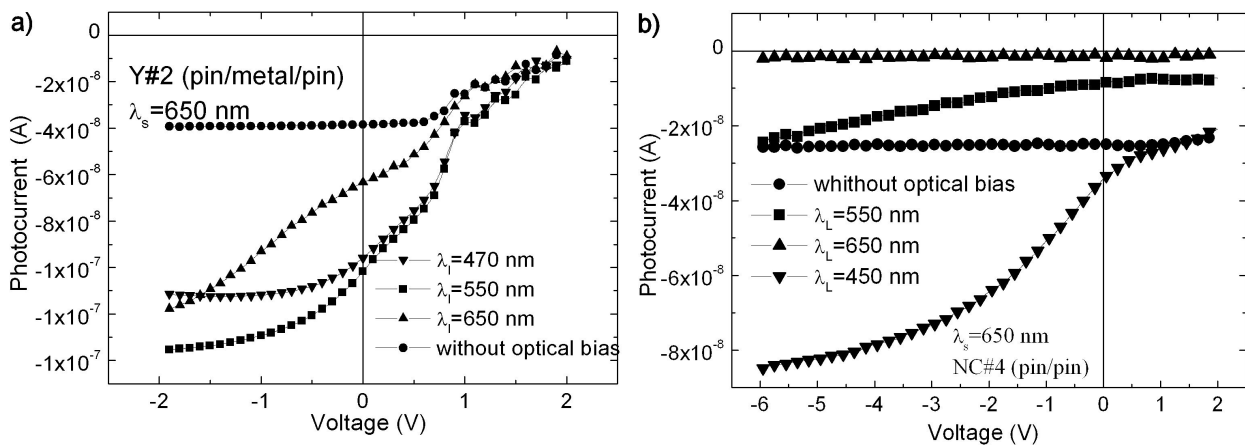 a)
0
-2x10⁻⁸
-4x10⁻⁸
-6x10⁻⁸
-8x10⁻⁸
-1x10⁻⁷
-1x10⁻⁷
-1x10⁻⁷
Photocurrent (A)
Y#2 (pin/metal/pin)
λₛ=650 nm
λₗ=470 nm
λₗ=550 nm
λₗ=650 nm
without optical bias
-2 -1 0 1 2
Voltage (V)
b)
0
-2x10⁻⁸
-4x10⁻⁸
-6x10⁻⁸
-8x10⁻⁸
Photocurrent (A)
whithout optical bias
λL=550 nm
λL=650 nm
λL=450 nm
λₛ=650 nm
NC#4 (pin/pin)
-6 -5 -4 -3 -2 -1 0 1 2
Voltage (V)